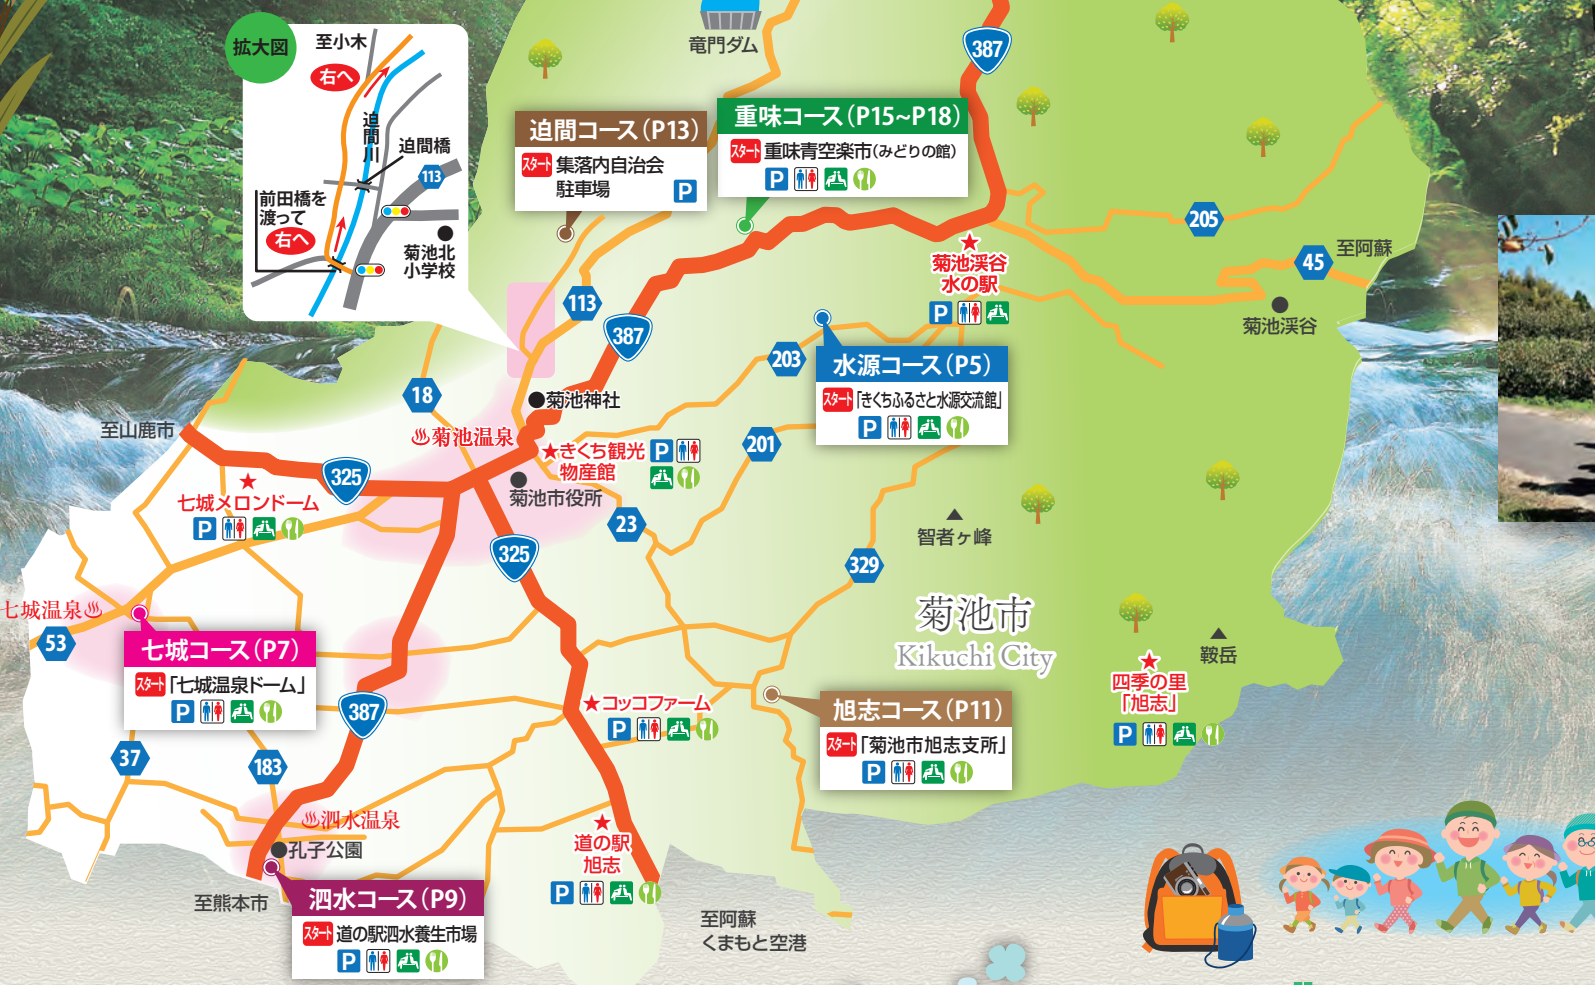 拡大図
至小木
右へ
迫間川
迫間橋
113
前田橋を
渡って
右へ
菊池北
小学校
竜門ダム
387
迫間コース（P13）
スタート 集落内自治会
駐車場
P
重味コース（P15~P18）
スタート 重味青空楽市（みどりの館）
P
205
至阿蘇
45
菊池渓谷
★
菊池渓谷
水の駅
P
113
387
203
水源コース（P5）
スタート 「きくちふるさと水源交流館」
P
18
菊池神社
至山鹿市
♨菊池温泉
★きくち観光
物産館
P
201
325
★
七城メロンドーム
P
菊池市役所
23
325
▲
智者ヶ峰
329
菊池市
Kikuchi City
七城温泉♨
53
七城コース（P7）
スタート 「七城温泉ドーム」
P
▲
鞍岳
★
四季の里
「旭志」
P
387
★コッコファーム
P
旭志コース（P11）
スタート 「菊池市旭志支所」
P
37
183
♨泗水温泉
孔子公園
★
道の駅
旭志
P
至熊本市
泗水コース（P9）
スタート 道の駅泗水養生市場
P
至阿蘇
くまもと空港